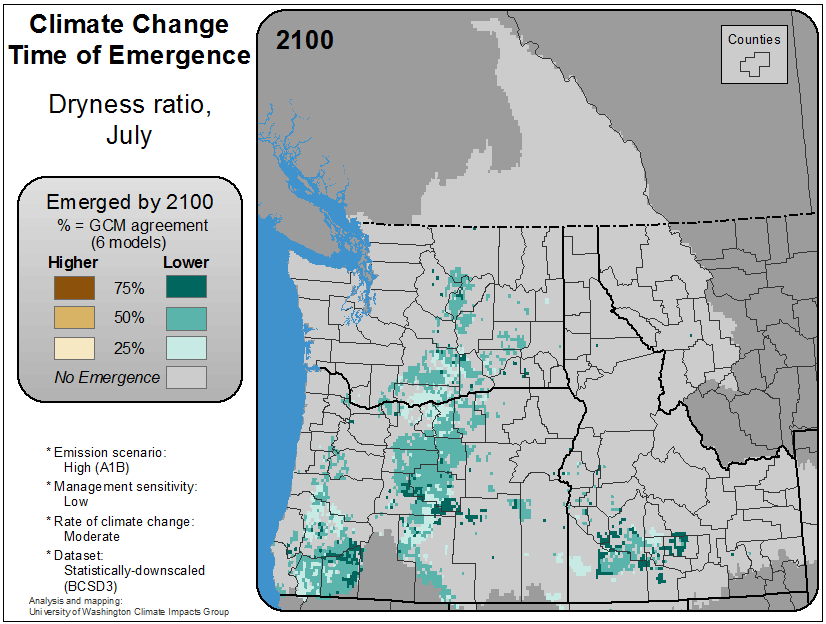 Climate Change
Time of Emergence
Dryness ratio,
July
2100
Counties
Emerged by 2100
% = GCM agreement
(6 models)
Higher Lower
75%
50%
25%
No Emergence
* Emission scenario:
High (A1B)
* Management sensitivity:
Low
* Rate of climate change:
Moderate
* Dataset:
Statistically-downscaled
(BCSD3)
Analysis and mapping:
University of Washington Climate Impacts Group